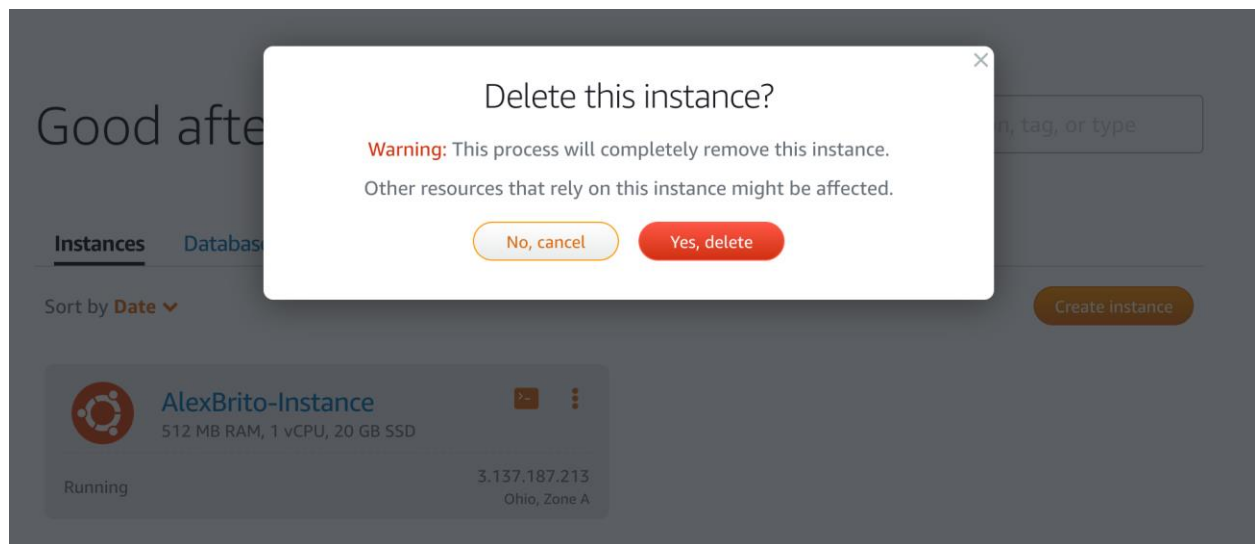 Delete this instance?
Good afte
n, tag, or type
Warning: This process will completely remove this instance.
Other resources that rely on this instance might be affected.
No, cancel
Yes, delete
Instances
Databas
Sort by Date
Create instance
AlexBrito-Instance
512 MB RAM, 1 vCPU, 20 GB SSD
Running
3.137.187.213
Ohio, Zone A